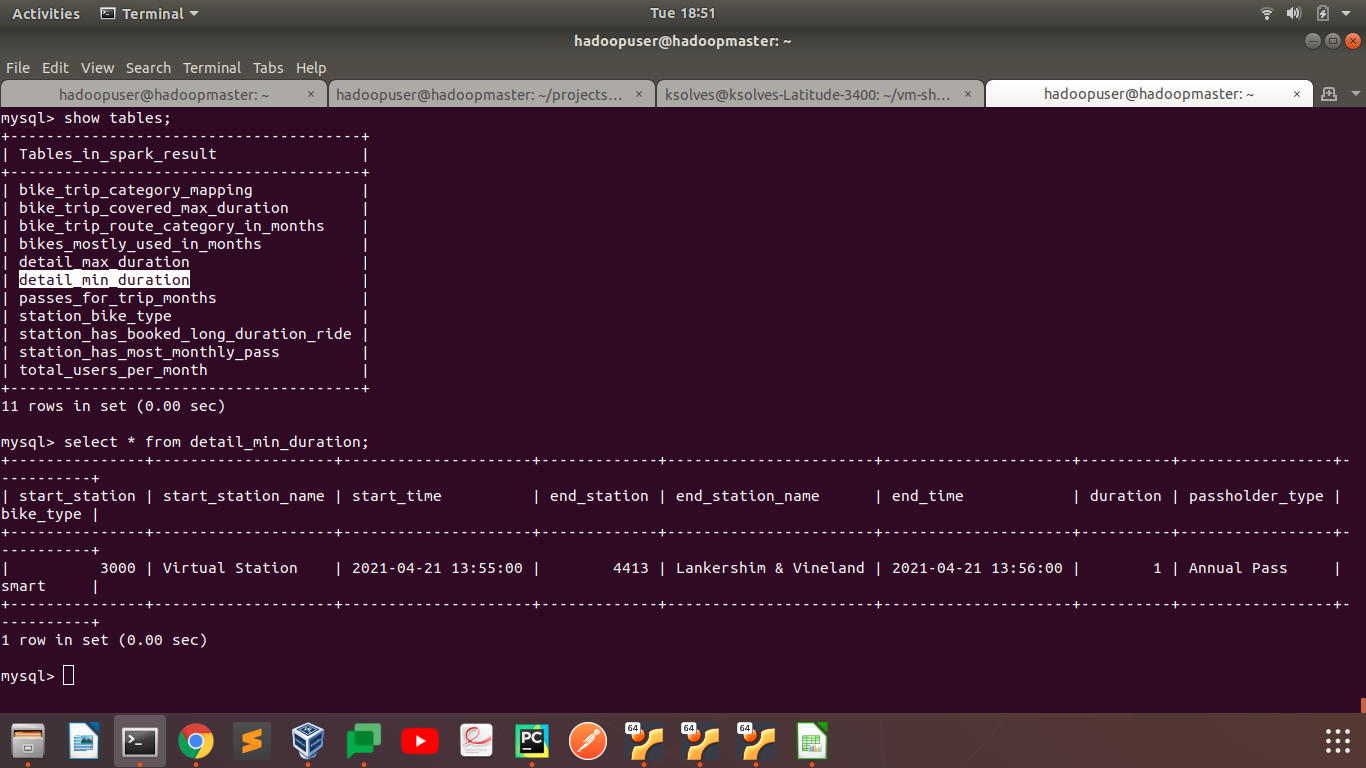 Activities Terminal Tue 18:51
hadoopuser@hadoopmaster: ~
File Edit View Search Terminal Tabs Help
hadoopuser@hadoopmaster: ~ × hadoopuser@hadoopmaster: ~/projects... × ksolves@ksolves-Latitude-3400: ~/vm-sh... × hadoopuser@hadoopmaster: ~ ×
mysql> show tables;
+---------------------------------------+
| Tables_in_spark_result                |
+---------------------------------------+
| bike_trip_category_mapping            |
| bike_trip_covered_max_duration        |
| bike_trip_route_category_in_months    |
| bikes_mostly_used_in_months           |
| detail_max_duration                   |
| detail_min_duration                   |
| passes_for_trip_months                |
| station_bike_type                     |
| station_has_booked_long_duration_ride |
| station_has_most_monthly_pass         |
| total_users_per_month                 |
+---------------------------------------+
11 rows in set (0.00 sec)
mysql> select * from detail_min_duration;
+---------------+--------------------+---------------------+-------------+-----------------------+---------------------+----------+-----------------+-
----------+
| start_station | start_station_name | start_time          | end_station | end_station_name      | end_time            | duration | passholder_type |
bike_type |
+---------------+--------------------+---------------------+-------------+-----------------------+---------------------+----------+-----------------+-
----------+
|          3000 | Virtual Station    | 2021-04-21 13:55:00 |        4413 | Lankershim & Vineland | 2021-04-21 13:56:00 |        1 | Annual Pass     |
smart     |
+---------------+--------------------+---------------------+-------------+-----------------------+---------------------+----------+-----------------+-
----------+
1 row in set (0.00 sec)
mysql>
PC 64 64 64